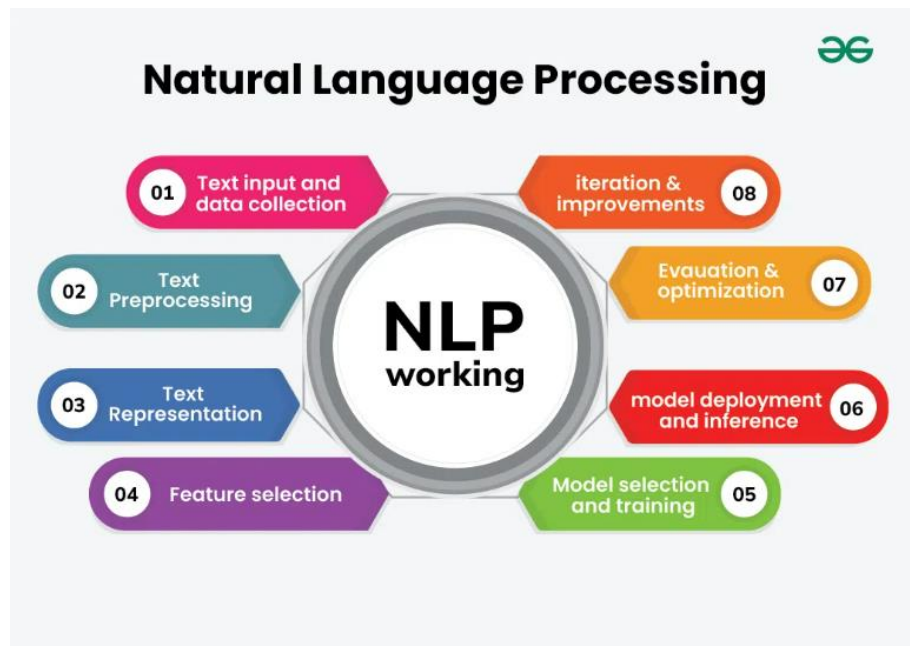 Natural Language Processing
01
Text input and
data collection
02
Text
Preprocessing
03
Text
Representation
04
Feature selection
NLP
working
Model selection
and training
05
model deployment
and inference
06
Evauation &
optimization
07
iteration &
improvements
08